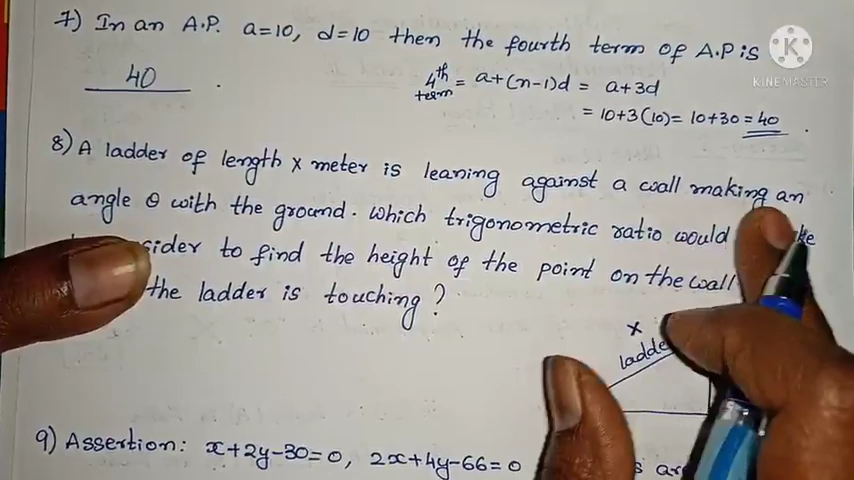 7) In an A.P. a=10, d=10 then the fourth term of A.P is
40 .
4th term = a+(n-1)d = a+3d
= 10+3(10)= 10+30 = 40 .
8) A ladder of length x meter is leaning against a wall making an
angle θ with the ground. which trigonometric ratio would
to find the height of the point on the wall
the ladder is touching ?
x
ladder
9) Assertion: x+2y-30=0, 2x+4y-66=0
K
KINEMASTER